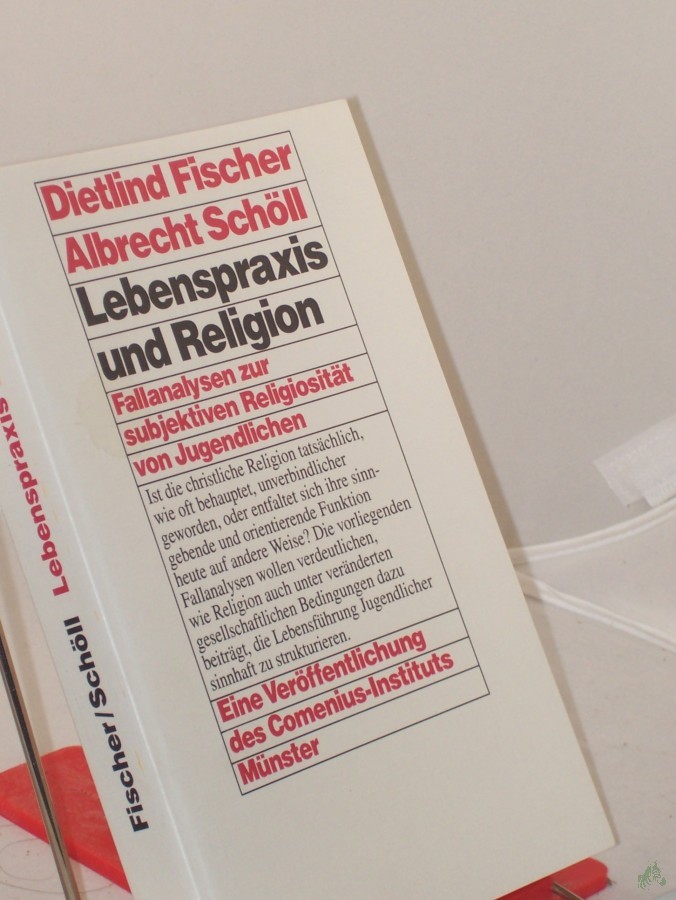 Dietlind Fischer
Albrecht Schöll
Lebenspraxis
und Religion
Fallanalysen zur
subjektiven Religiosität
von Jugendlichen
Ist die christliche Religion tatsächlich,
wie oft behauptet, unverbindlicher
geworden, oder entfaltet sich ihre sinn-
gebende und orientierende Funktion
heute auf andere Weise? Die vorliegenden
Fallanalysen wollen verdeutlichen,
wie Religion auch unter veränderten
gesellschaftlichen Bedingungen dazu
beiträgt, die Lebensführung Jugendlicher
sinnhaft zu strukturieren.
Eine Veröffentlichung
des Comenius-Instituts
Münster
Fischer/Schöll Lebenspraxis